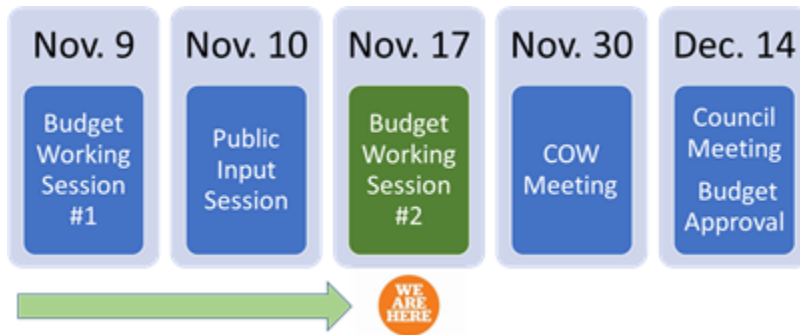 Nov. 9
Budget
Working
Session
#1
Nov. 10
Public
Input
Session
Nov. 17
Budget
Working
Session
#2
Nov. 30
COW
Meeting
Dec. 14
Council
Meeting
Budget
Approval
WE
ARE
HERE